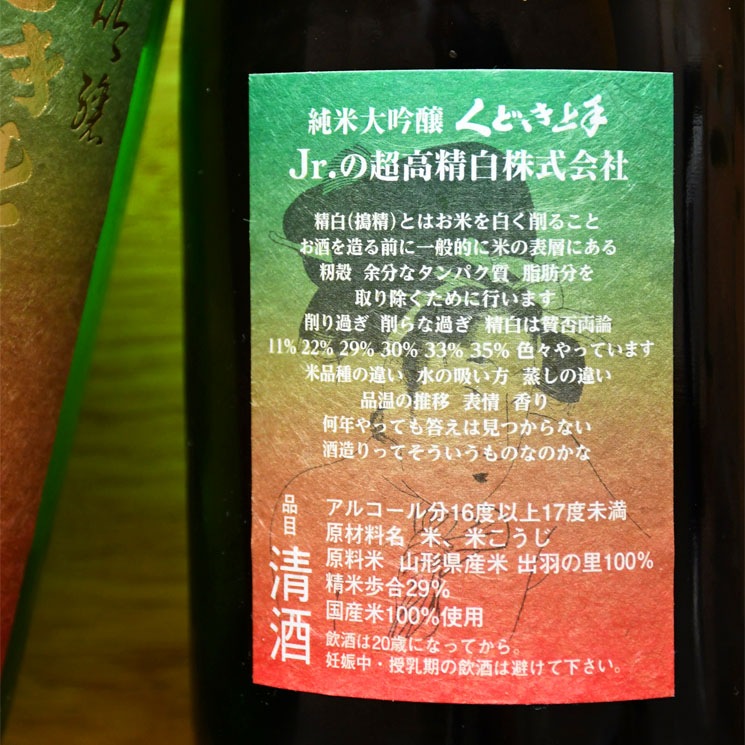 純米大吟醸 くどき上手
Jr.の超高精白株式会社
精白(搗精)とはお米を白く削ること
お酒を造る前に一般的に米の表層にある
籾殻 余分なタンパク質 脂肪分を
取り除くために行います
削り過ぎ 削らな過ぎ 精白は賛否両論
11% 22% 29% 30% 33% 35% 色々やっています
米品種の違い 水の吸い方 蒸しの違い
品温の推移 表情 香り
何年やっても答えは見つからない
酒造りってそういうものなのかな
品目 清酒
アルコール分16度以上17度未満
原材料名 米、米こうじ
原料米 山形県産米 出羽の里100%
精米歩合29%
国産米100%使用
飲酒は20歳になってから。
妊娠中・授乳期の飲酒は避けて下さい。